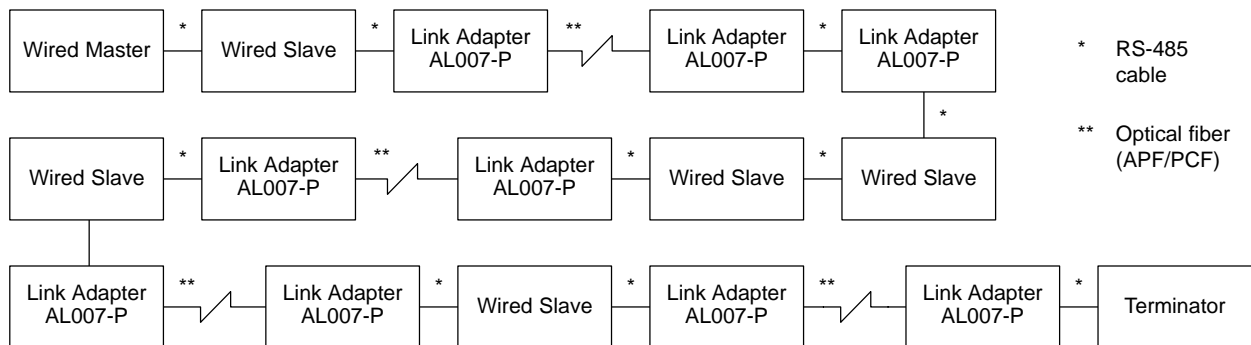 Wired Master
*
Wired Slave
*
Link Adapter
AL007-P
**
Link Adapter
AL007-P
*
Link Adapter
AL007-P
*
Wired Slave
*
Link Adapter
AL007-P
**
Link Adapter
AL007-P
*
Wired Slave
*
Wired Slave
Link Adapter
AL007-P
**
Link Adapter
AL007-P
*
Wired Slave
*
Link Adapter
AL007-P
**
Link Adapter
AL007-P
*
Terminator
* RS-485
cable
** Optical fiber
(APF/PCF)